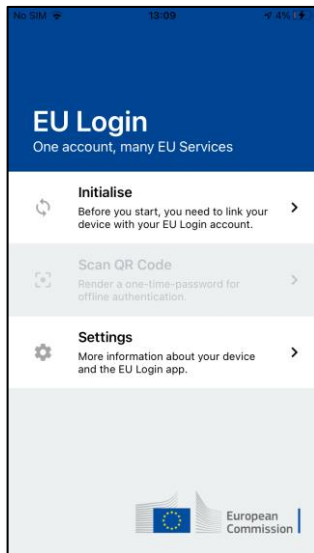 No SIM 13:09 4%
EU Login
One account, many EU Services
Initialise
Before you start, you need to link your
device with your EU Login account.
Scan QR Code
Render a one-time-password for
offline authentication.
Settings
More information about your device
and the EU Login app.
European
Commission